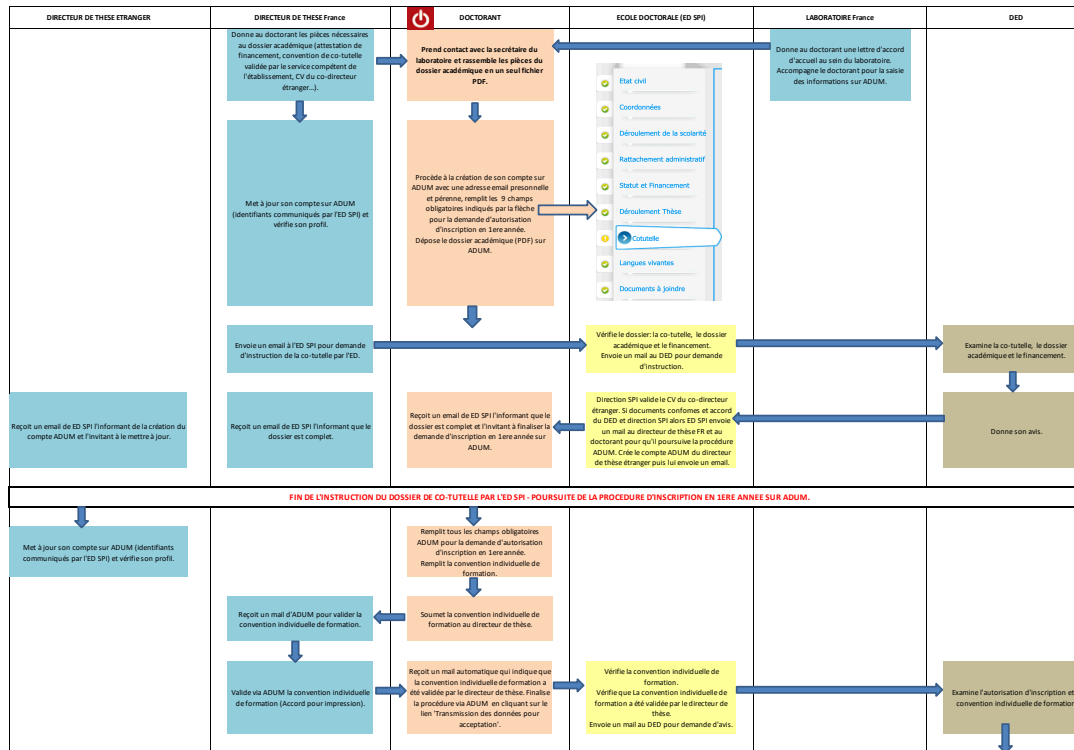 DIRECTEUR DE THESE ETRANGER
DIRECTEUR DE THESE France
DOCTORANT
ECOLE DOCTORALE (ED SPI)
LABORATOIRE France
DED
Donne au doctorant les pièces nécessaires
au dossier académique (attestation de
financement, convention de co-tutelle
validée par le service compétent de
l'établissement, CV du co-directeur
étranger...).
Prend contact avec la secrétaire du
laboratoire et rassemble les pièces du
dossier académique en un seul fichier
PDF.
Donne au doctorant une lettre d'accord
d'accueil au sein du laboratoire.
Accompagne le doctorant pour la saisie
des informations sur ADUM.
Etat civil
Coordonnées
Déroulement de la scolarité
Rattachement administratif
Statut et Financement
Déroulement Thèse
Cotutelle
Langues vivantes
Documents à joindre
Met à jour son compte sur ADUM
(identifiants communiqués par l'ED SPI) et
vérifie son profil.
Procède à la création de son compte sur
ADUM avec une adresse email presonnelle
et pérenne, remplit les 9 champs
obligatoires indiqués par la flèche
pour la demande d'autorisation
d'inscription en 1ere année.
Dépose le dossier académique (PDF) sur
ADUM.
Envoie un email à l'ED SPI pour demande
d'instruction de la co-tutelle par l'ED.
Vérifie le dossier: la co-tutelle, le dossier
académique et le financement.
Envoie un mail au DED pour demande
d'instruction.
Examine la co-tutelle, le dossier
académique et le financement.
Reçoit un email de ED SPI l'informant de la création du
compte ADUM et l'invitant à le mettre à jour.
Reçoit un email de ED SPI l'informant que le
dossier est complet.
Reçoit un email de ED SPI l'informant que le
dossier est complet et l'invitant à finaliser la
demande d'inscription en 1ere année sur
ADUM.
Direction SPI valide le CV du co-directeur
étranger. Si documents confomes et accord
du DED et direction SPI alors ED SPI envoie
un mail au directeur de thèse FR et au
doctorant pour qu'il poursuive la procédure
ADUM. Crée le compte ADUM du directeur
de thèse étranger puis lui envoie un email.
Donne son avis.
FIN DE L'INSTRUCTION DU DOSSIER DE CO-TUTELLE PAR L'ED SPI - POURSUITE DE LA PROCEDURE D'INSCRIPTION EN 1ERE ANNEE SUR ADUM.
Met à jour son compte sur ADUM (identifiants
communiqués par l'ED SPI) et vérifie son profil.
Remplit tous les champs obligatoires
ADUM pour la demande d'autorisation
d'inscription en 1ere année.
Remplit la convention individuelle de
formation.
Reçoit un mail d'ADUM pour valider la
convention individuelle de formation.
Soumet la convention individuelle de
formation au directeur de thèse.
Valide via ADUM la convention individuelle
de formation (Accord pour impression).
Reçoit un mail automatique qui indique que
la convention individuelle de formation a
été validée par le directeur de thèse. Finalise
la procédure via ADUM en cliquant sur le
lien 'Transmission des données pour
acceptation'.
Vérifie la convention individuelle de
formation.
Vérifie que La convention individuelle de
formation a été validée par le directeur de
thèse.
Envoie un mail au DED pour demande d'avis.
Examine l'autorisation d'inscription et
convention individuelle de formation